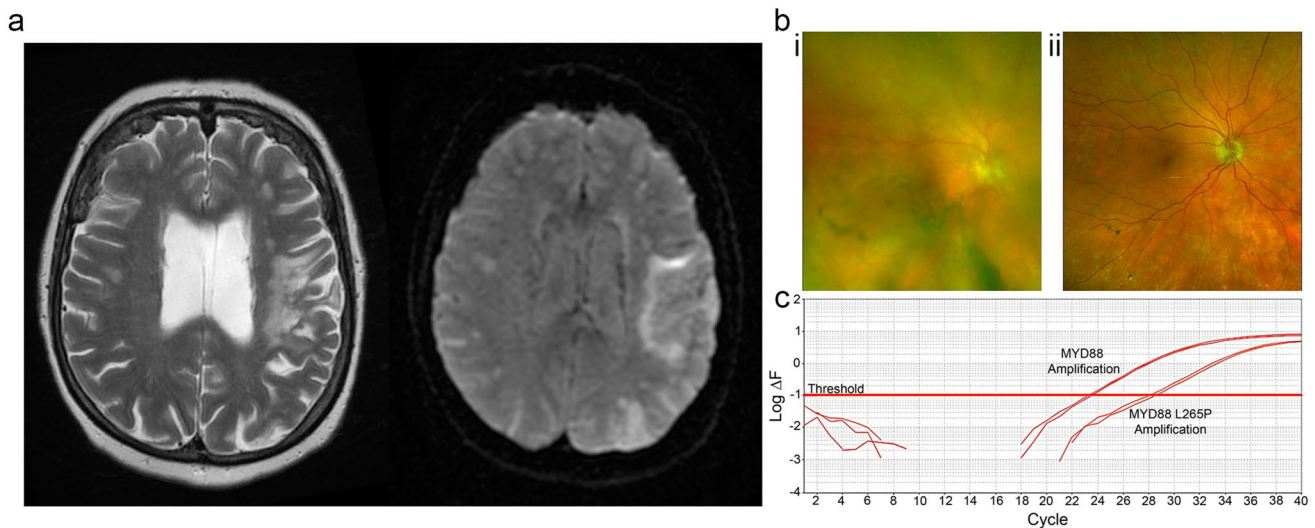 a
b
i
ii
c
2
1
0
-1
-2
-3
-4
Log ΔF
Threshold
MYD88
Amplification
MYD88 L265P
Amplification
2 4 6 8 10 12 14 16 18 20 22 24 26 28 30 32 34 36 38 40
Cycle